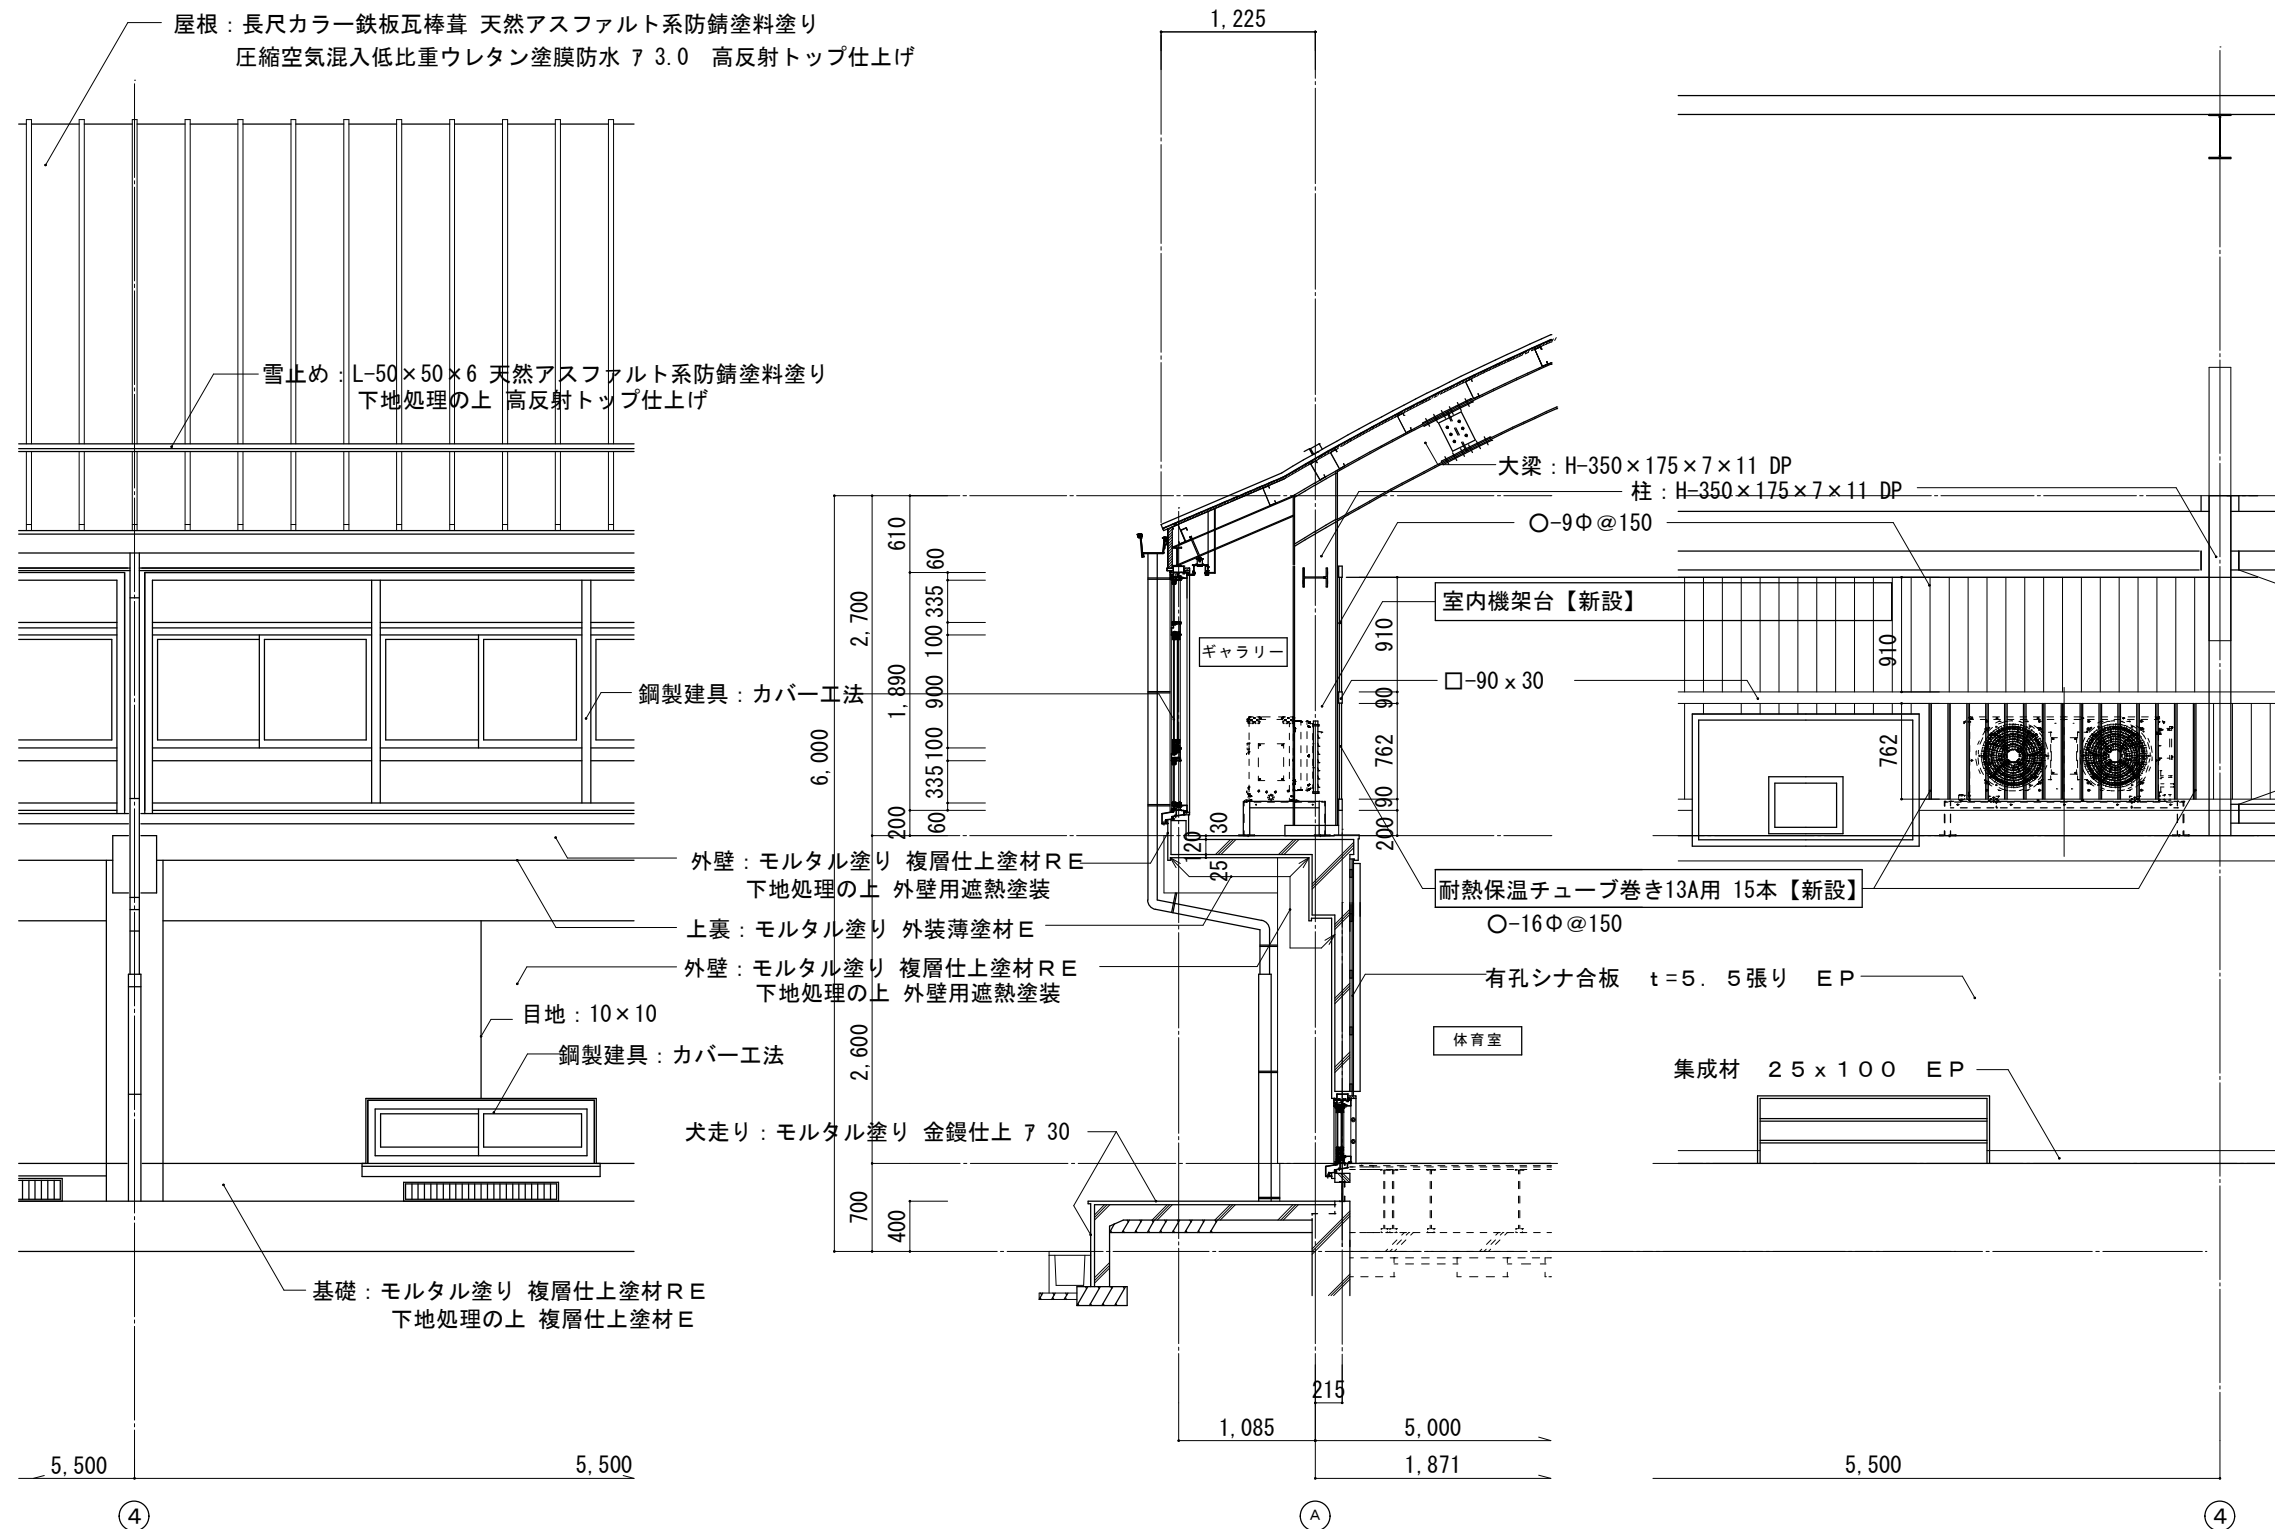 屋根：長尺カラー鉄板瓦棒葺 天然アスファルト系防錆塗料塗り
圧縮空気混入低比重ウレタン塗膜防水 ｱ 3.0 高反射トップ仕上げ
1,225
雪止め：L-50×50×6 天然アスファルト系防錆塗料塗り
下地処理の上 高反射トップ仕上げ
大梁：H-350×175×7×11 DP
柱：H-350×175×7×11 DP
○-9Φ@150
室内機架台【新設】
ギャラリー
□-90x30
鋼製建具：カバー工法
610
60
335
100
900
100
335
60
1,890
200
2,700
6,000
2,600
700
400
30
120
25
910
90
762
90
200
910
762
外壁：モルタル塗り 複層仕上塗材ＲＥ
下地処理の上 外壁用遮熱塗装
耐熱保温チューブ巻き13A用 15本【新設】
○-16Φ@150
上裏：モルタル塗り 外装薄塗材Ｅ
外壁：モルタル塗り 複層仕上塗材ＲＥ
下地処理の上 外壁用遮熱塗装
有孔シナ合板 ｔ=５．５張り ＥＰ
目地：10×10
鋼製建具：カバー工法
体育室
集成材 ２５ｘ１００ ＥＰ
犬走り：モルタル塗り 金鏝仕上 ｱ 30
基礎：モルタル塗り 複層仕上塗材ＲＥ
下地処理の上 複層仕上塗材Ｅ
215
1,085
5,000
5,500
5,500
1,871
5,500
4
A
4